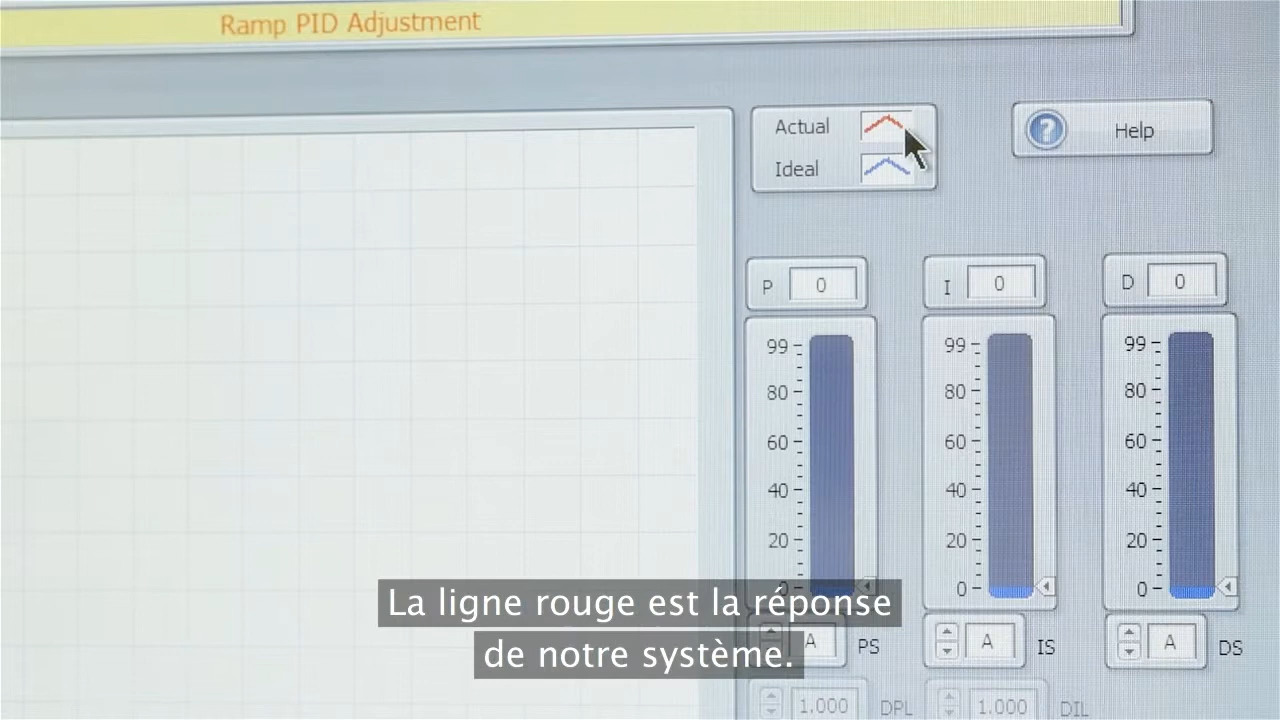 Ramp PID Adjustment
Actual
Ideal
Help
P 0
I 0
D 0
99
80
60
40
20
0
99
80
60
40
20
0
99
80
60
40
20
0
A PS
A IS
A DS
1.000 DPL
1.000 DIL
La ligne rouge est la réponse
de notre système.